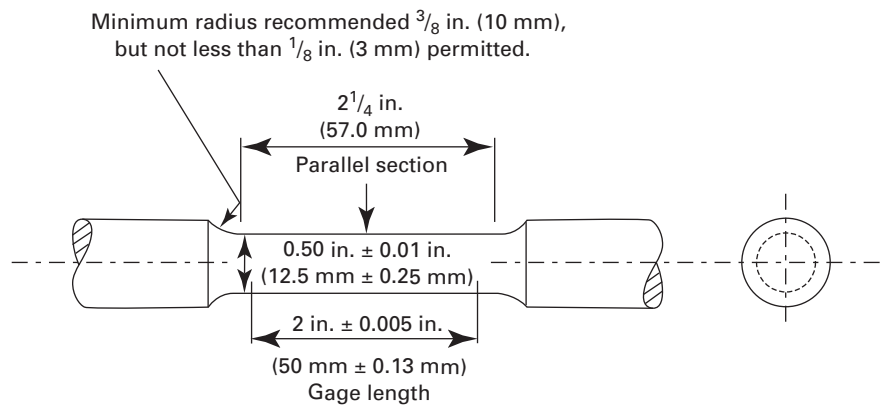 Minimum radius recommended 3/8 in. (10 mm),
but not less than 1/8 in. (3 mm) permitted.
2 1/4 in.
(57.0 mm)
Parallel section
0.50 in. ± 0.01 in.
(12.5 mm ± 0.25 mm)
2 in. ± 0.005 in.
(50 mm ± 0.13 mm)
Gage length